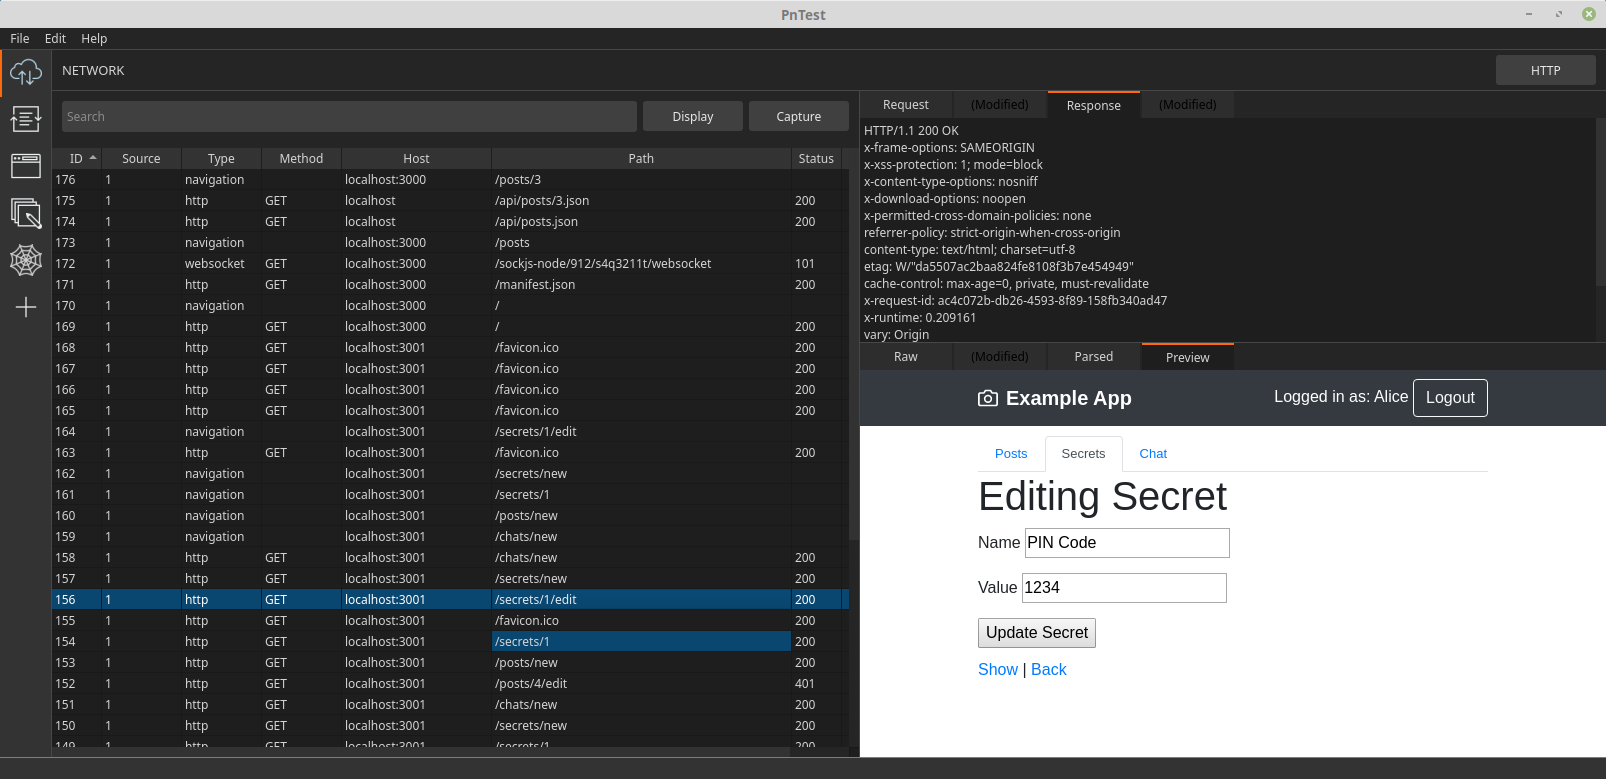 PnTest
File Edit Help
NETWORK
HTTP
Search
Display
Capture
ID Source Type Method Host Path Status
176 1 navigation localhost:3000 /posts/3
175 1 http GET localhost /api/posts/3.json 200
174 1 http GET localhost /api/posts.json 200
173 1 navigation localhost:3000 /posts
172 1 websocket GET localhost:3000 /sockjs-node/912/s4q3211t/websocket 101
171 1 http GET localhost:3000 /manifest.json 200
170 1 navigation localhost:3000 /
169 1 http GET localhost:3000 / 200
168 1 http GET localhost:3001 /favicon.ico 200
167 1 http GET localhost:3001 /favicon.ico 200
166 1 http GET localhost:3001 /favicon.ico 200
165 1 http GET localhost:3001 /favicon.ico 200
164 1 navigation localhost:3001 /secrets/1/edit
163 1 http GET localhost:3001 /favicon.ico 200
162 1 navigation localhost:3001 /secrets/new
161 1 navigation localhost:3001 /secrets/1
160 1 navigation localhost:3001 /posts/new
159 1 navigation localhost:3001 /chats/new
158 1 http GET localhost:3001 /chats/new 200
157 1 http GET localhost:3001 /secrets/new 200
156 1 http GET localhost:3001 /secrets/1/edit 200
155 1 http GET localhost:3001 /favicon.ico 200
154 1 http GET localhost:3001 /secrets/1 200
153 1 http GET localhost:3001 /posts/new 200
152 1 http GET localhost:3001 /posts/4/edit 401
151 1 http GET localhost:3001 /chats/new 200
150 1 http GET localhost:3001 /secrets/new 200
149 1 http GET localhost:3001 /secrets/1 200
Request (Modified) Response (Modified)
HTTP/1.1 200 OK
x-frame-options: SAMEORIGIN
x-xss-protection: 1; mode=block
x-content-type-options: nosniff
x-download-options: noopen
x-permitted-cross-domain-policies: none
referrer-policy: strict-origin-when-cross-origin
content-type: text/html; charset=utf-8
etag: W/"da5507ac2baa824fe8108f3b7e454949"
cache-control: max-age=0, private, must-revalidate
x-request-id: ac4c072b-db26-4593-8f89-158fb340ad47
x-runtime: 0.209161
vary: Origin
Raw (Modified) Parsed Preview
Example App
Logged in as: Alice Logout
Posts Secrets Chat
Editing Secret
Name PIN Code
Value 1234
Update Secret
Show | Back